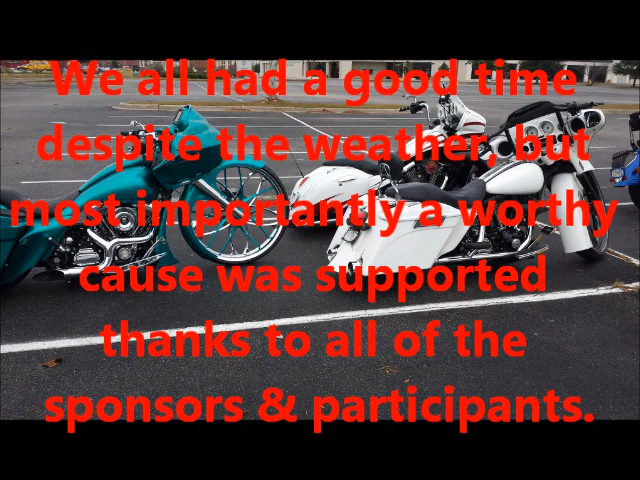 We all had a good time
despite the weather, but
most importantly a worthy
cause was supported
thanks to all of the
sponsors & participants.